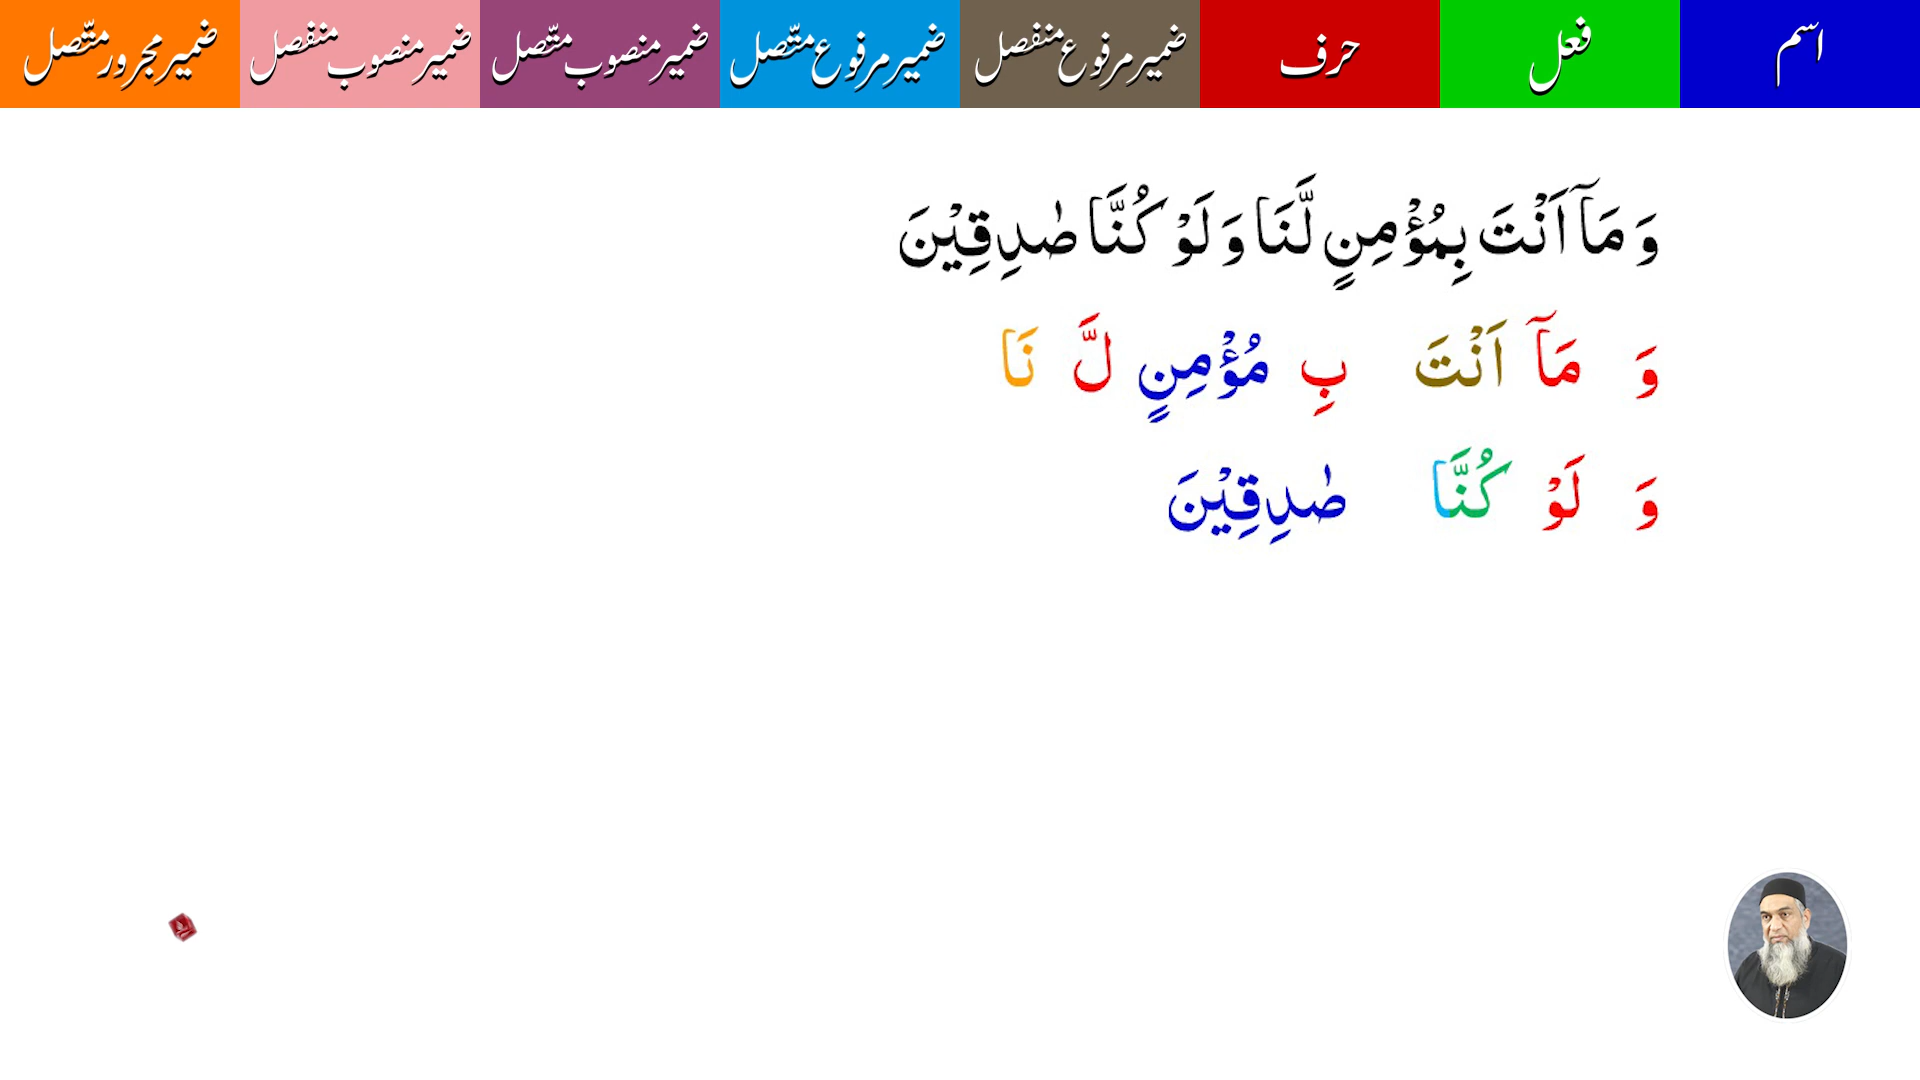 اسم فعل حرف ضمیر مرفوع منفصل ضمیر مرفوع متّصل ضمیر منصوب متّصل ضمیر منصوب منفصل ضمیر مجرور متّصل
وَ مَآ اَنْتَ بِمُؤْمِنٍ لَّنَا وَ لَوْ كُنَّا صٰدِقِيْنَ
وَ مَآ اَنْتَ بِ مُؤْمِنٍ لَّ نَا
وَ لَوْ كُنَّا صٰدِقِيْنَ